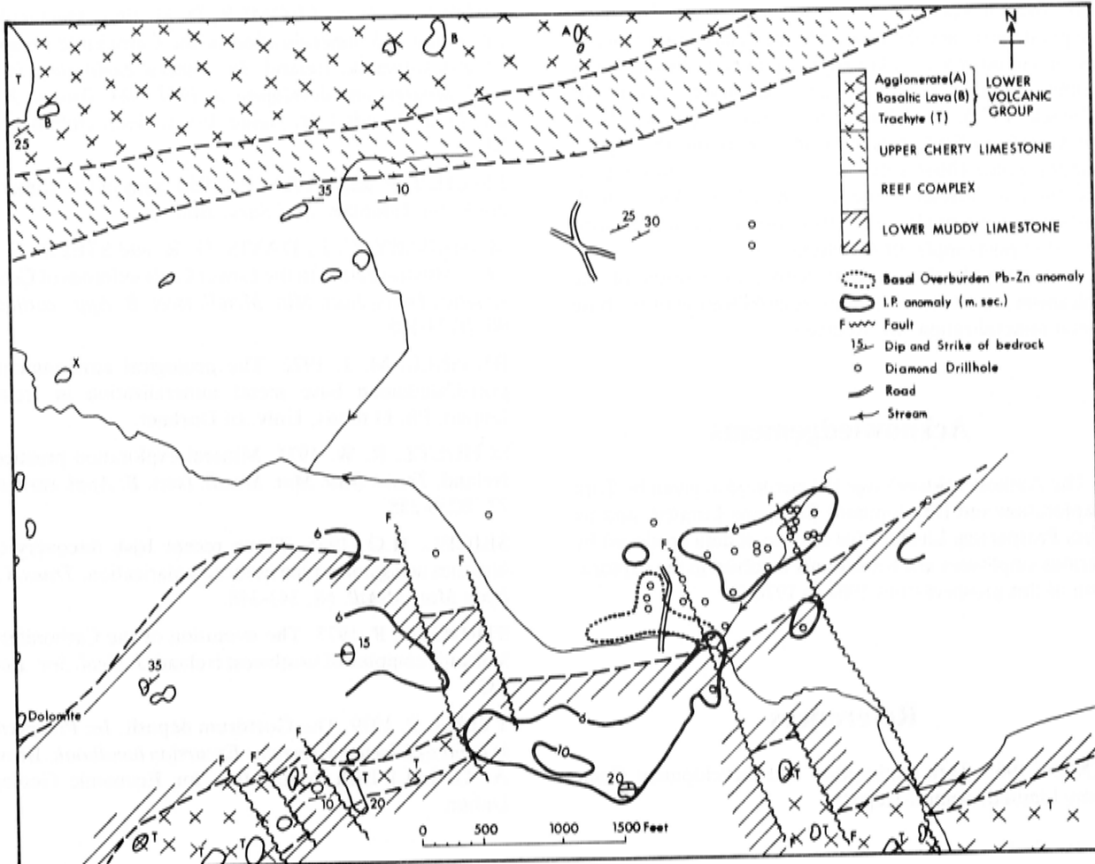 N
A
B
T
B
25
Agglomerate (A)
Basaltic Lava (B)
Trachyte (T)
LOWER
VOLCANIC
GROUP
UPPER CHERTY LIMESTONE
REEF COMPLEX
LOWER MUDDY LIMESTONE
Basal Overburden Pb-Zn anomaly
I.P. anomaly (m. sec.)
F Fault
15 Dip and Strike of bedrock
Diamond Drillhole
Road
Stream
35
10
25
30
X
F
F
F
F
6
6
6
6
15
35
10
20
Dolomite
F
F
F
T
T
T
T
10
20
T
T
T
T
T
T
F
T
F
T
0 500 1000 1500 Feet